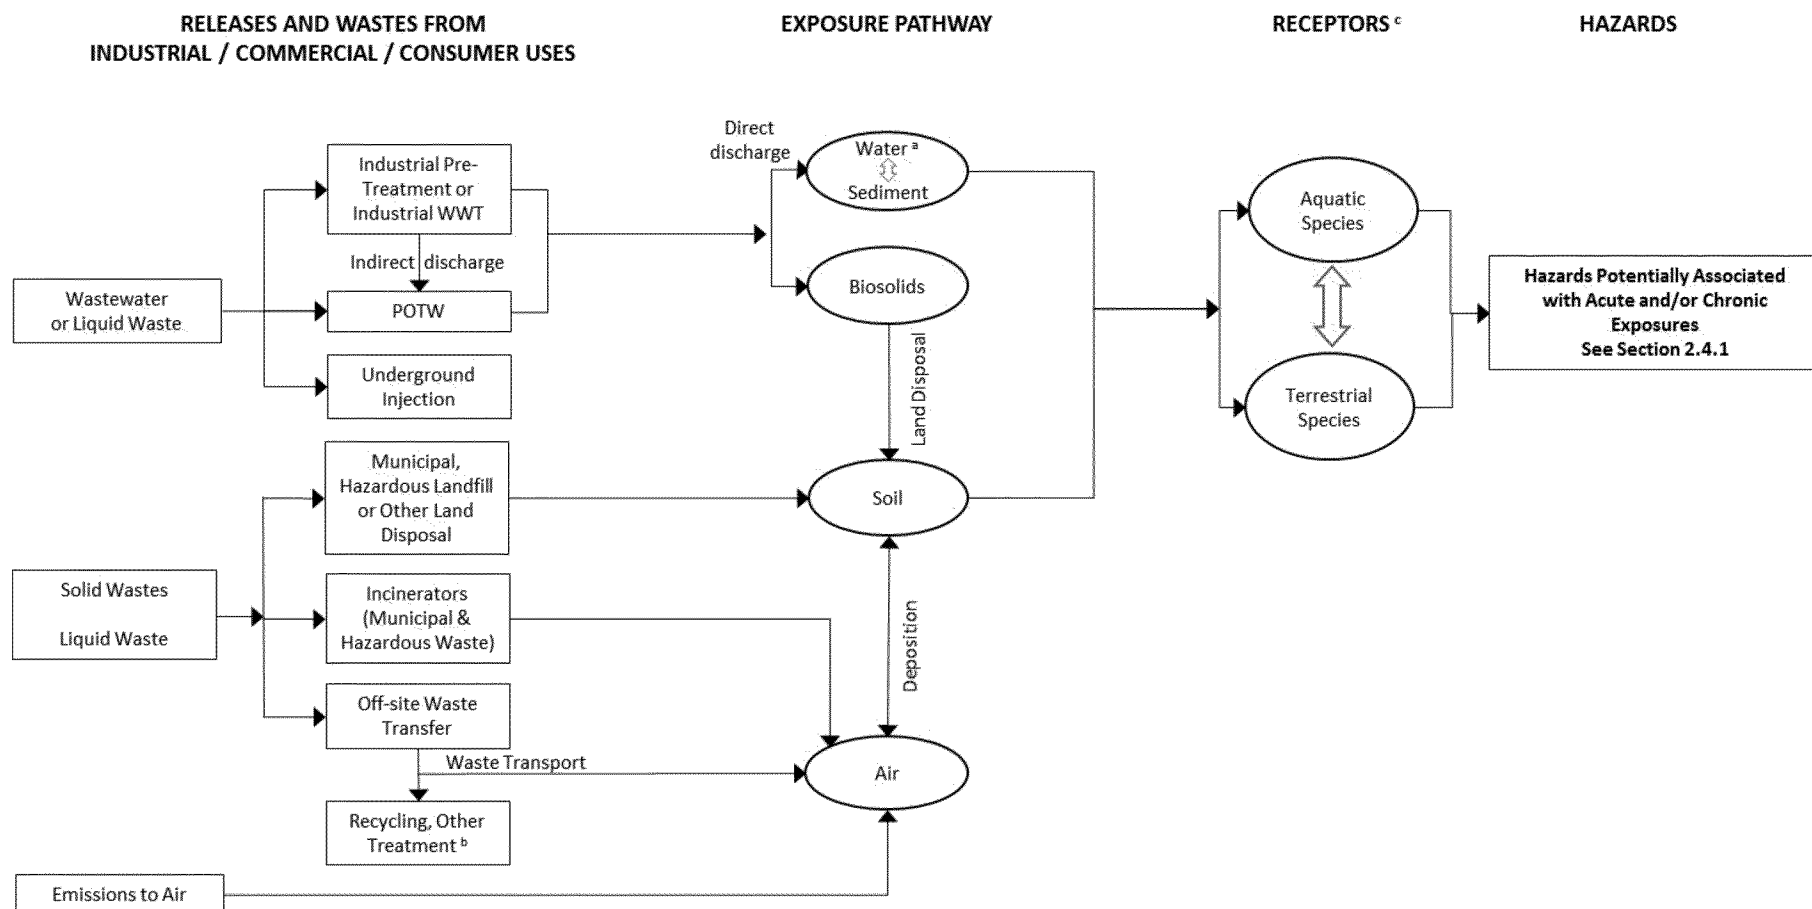 RELEASES AND WASTES FROM
INDUSTRIAL / COMMERCIAL / CONSUMER USES
EXPOSURE PATHWAY
RECEPTORS c
HAZARDS
Wastewater
or Liquid Waste
Industrial Pre-
Treatment or
Industrial WWT
Indirect discharge
POTW
Underground
Injection
Direct
discharge
Water a
Sediment
Biosolids
Land Disposal
Aquatic
Species
Terrestrial
Species
Hazards Potentially Associated
with Acute and/or Chronic
Exposures
See Section 2.4.1
Solid Wastes
Liquid Waste
Municipal,
Hazardous Landfill
or Other Land
Disposal
Soil
Incinerators
(Municipal &
Hazardous Waste)
Deposition
Off-site Waste
Transfer
Waste Transport
Air
Recycling, Other
Treatment b
Emissions to Air